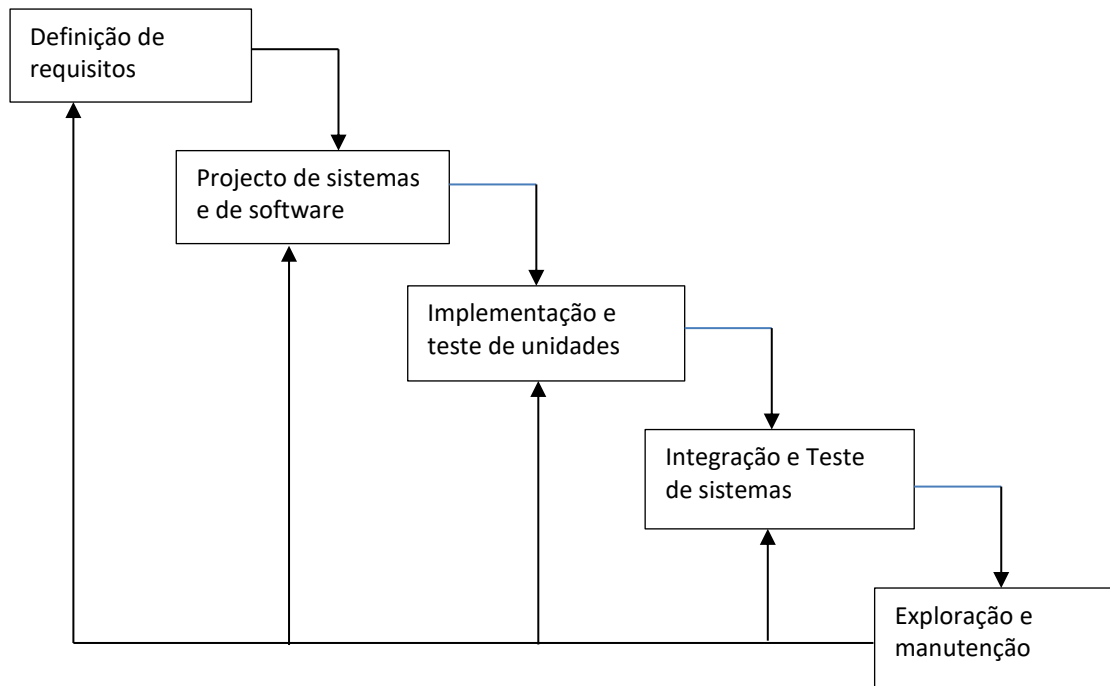 Definição de
requisitos
Projecto de sistemas
e de software
Implementação e
teste de unidades
Integração e Teste
de sistemas
Exploração e
manutenção